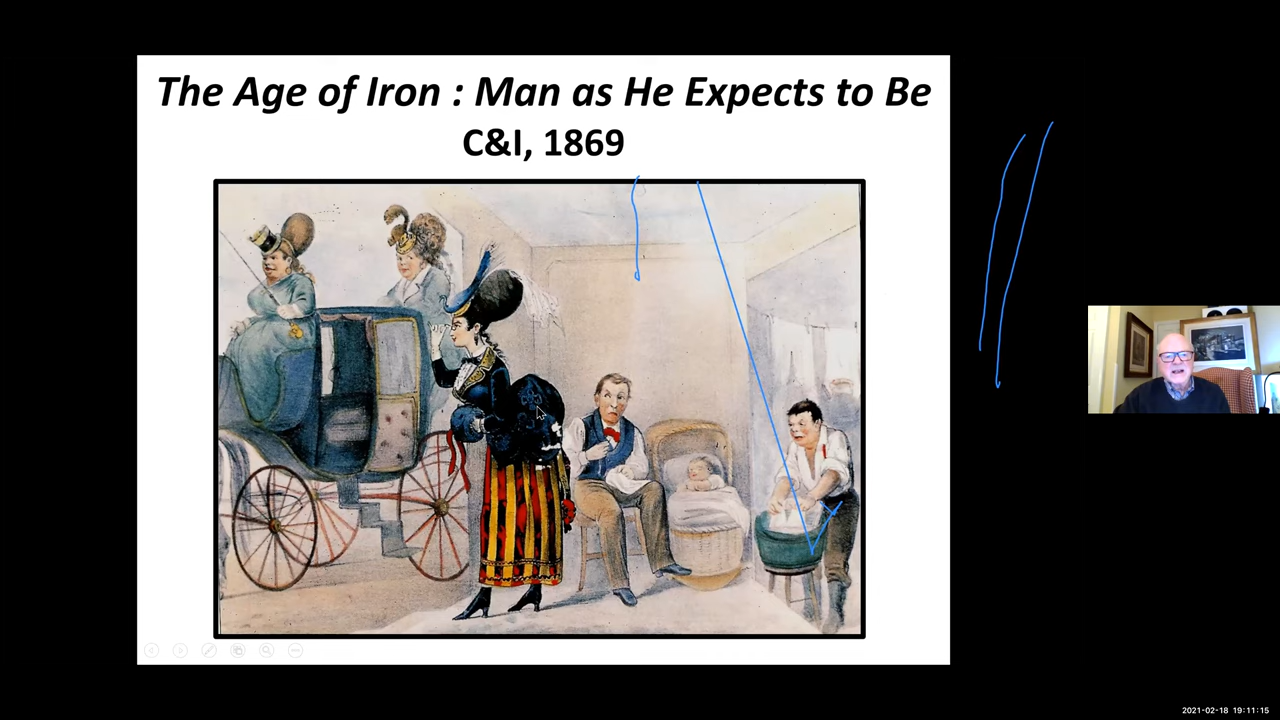 The Age of Iron : Man as He Expects to Be
C&I, 1869
2021-02-18 19:11:15